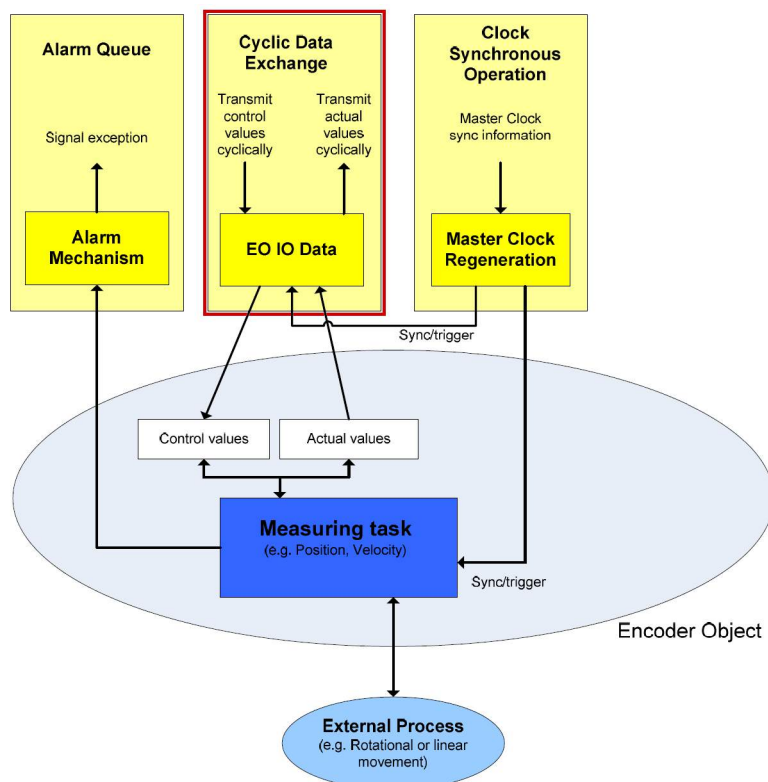 Alarm Queue
Signal exception
Alarm
Mechanism
Cyclic Data
Exchange
Transmit
control
values
cyclically
Transmit
actual
values
cyclically
EO IO Data
Clock
Synchronous
Operation
Master Clock
sync information
Master Clock
Regeneration
Sync/trigger
Control values
Actual values
Measuring task
(e.g. Position, Velocity)
Sync/trigger
Encoder Object
External Process
(e.g. Rotational or linear
movement)